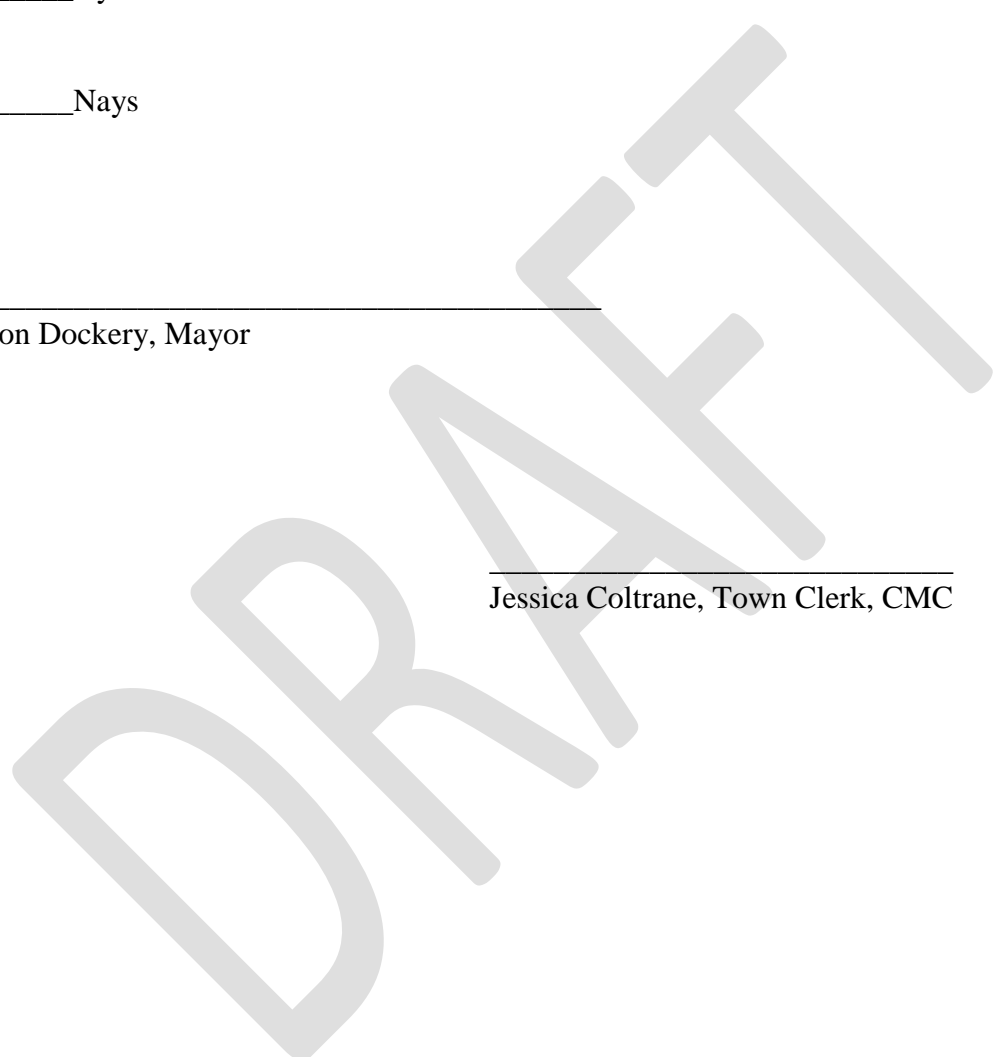 _____Nays
on Dockery, Mayor
Jessica Coltrane, Town Clerk, CMC
DRAFT